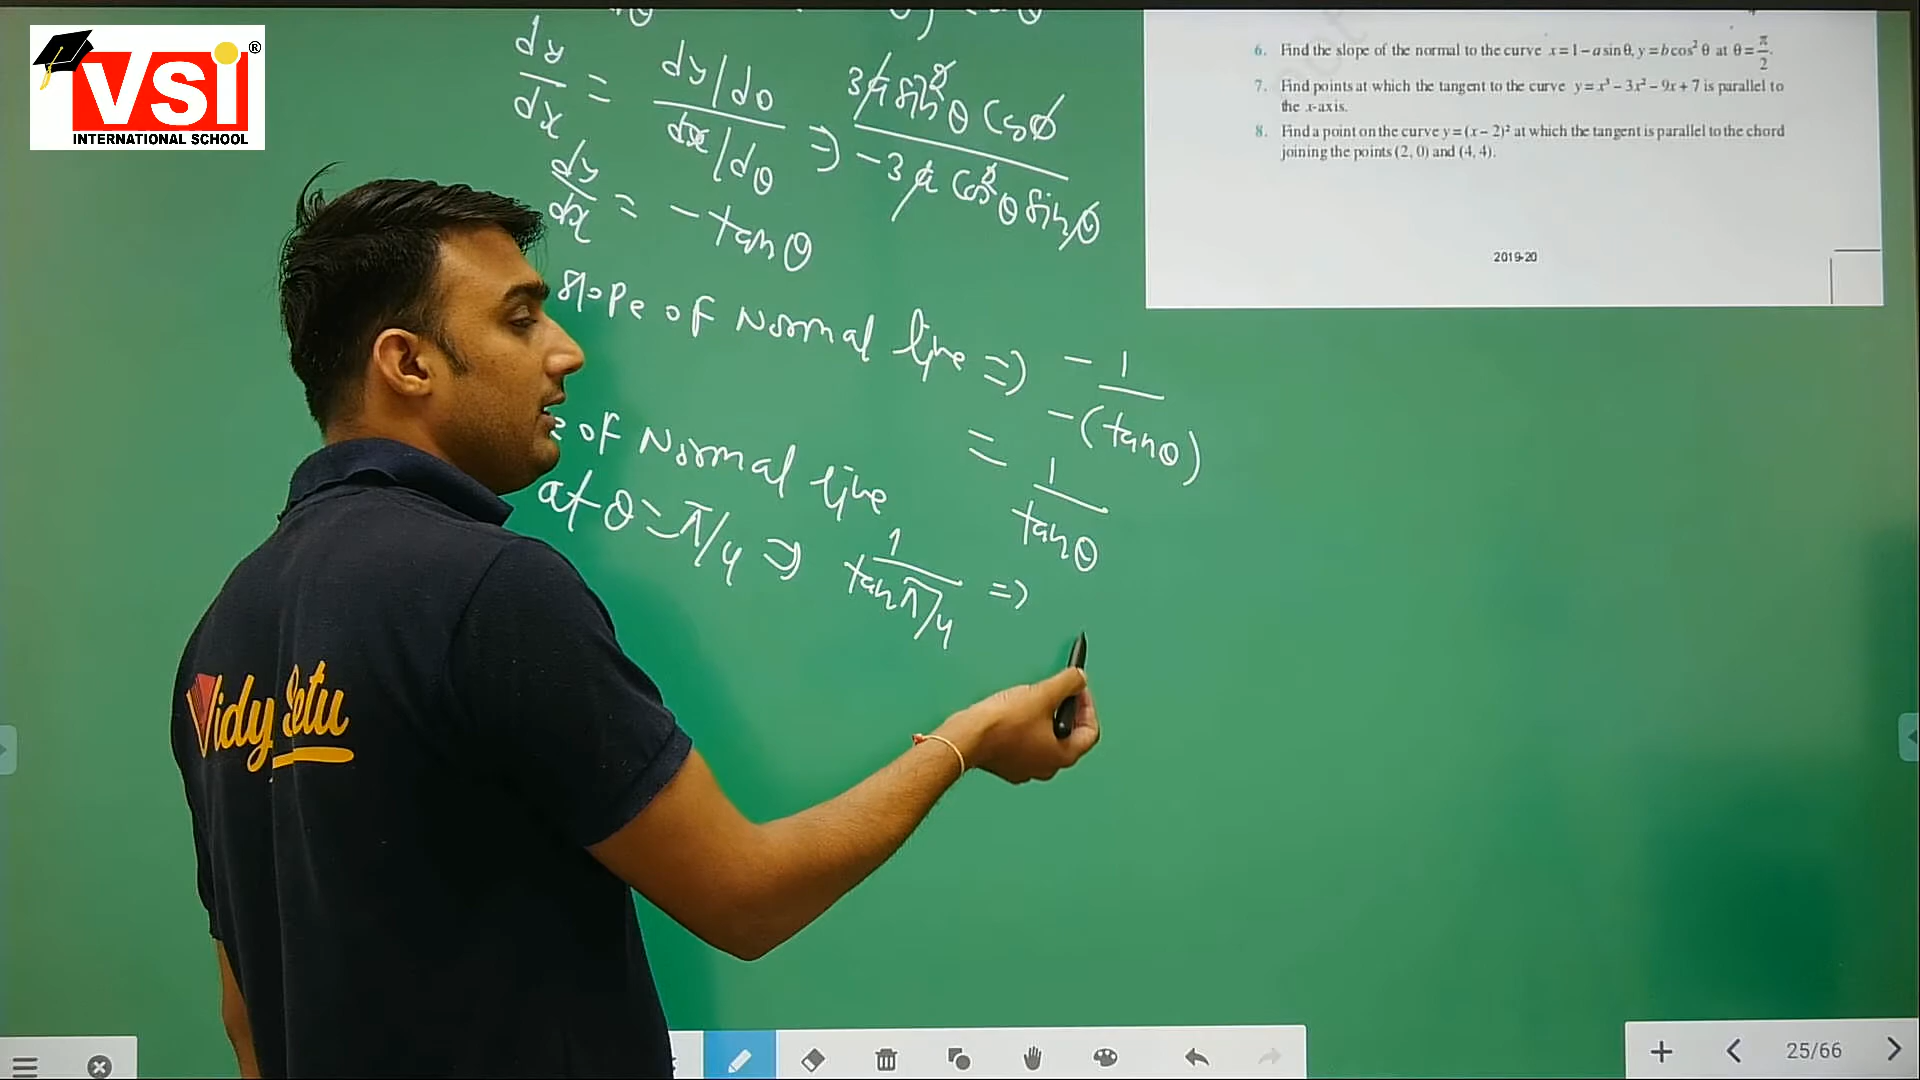 VSI ®
INTERNATIONAL SCHOOL
dy/dx = (dy/dθ)/(dx/dθ) ⇒ 3a sin²θ cosθ / -3a cos²θ sinθ
dy/dx = - tanθ
slope of Normal line ⇒ - 1/-(tanθ)
= 1/tanθ
of Normal line
at θ = π/4 ⇒ 1/tan π/4 ⇒
6. Find the slope of the normal to the curve x = 1 – a sin θ, y = b cos² θ at θ = π/2.
7. Find points at which the tangent to the curve y = x³ – 3x² – 9x + 7 is parallel to
the x-axis.
8. Find a point on the curve y = (x – 2)² at which the tangent is parallel to the chord
joining the points (2, 0) and (4, 4).
2019-20
Vidy Setu
25/66